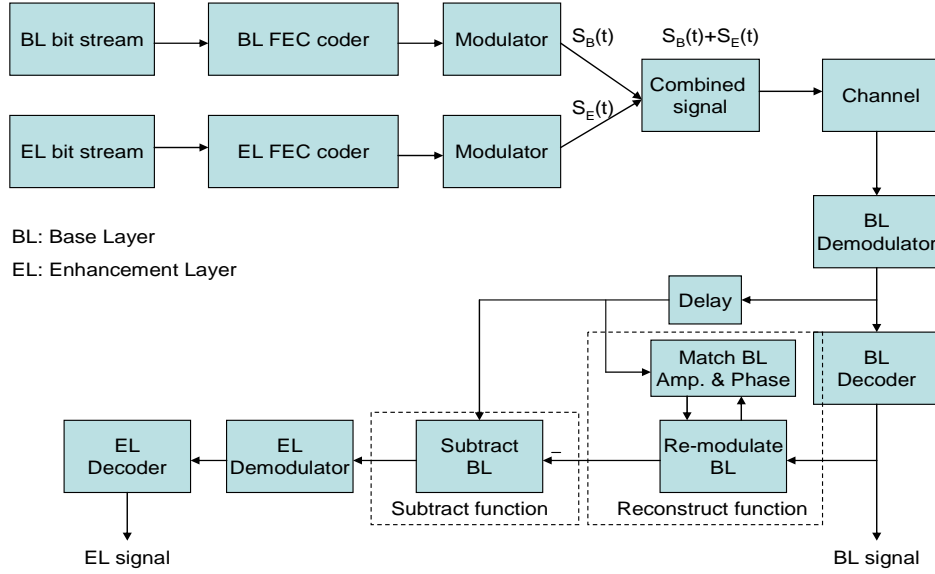 BL bit stream
BL FEC coder
Modulator
S_B(t)
S_B(t)+S_E(t)
Combined
signal
Channel
EL bit stream
EL FEC coder
Modulator
S_E(t)
BL: Base Layer
EL: Enhancement Layer
BL
Demodulator
Delay
Match BL
Amp. & Phase
BL
Decoder
EL
Decoder
EL
Demodulator
Subtract
BL
–
Re-modulate
BL
Subtract function
Reconstruct function
EL signal
BL signal